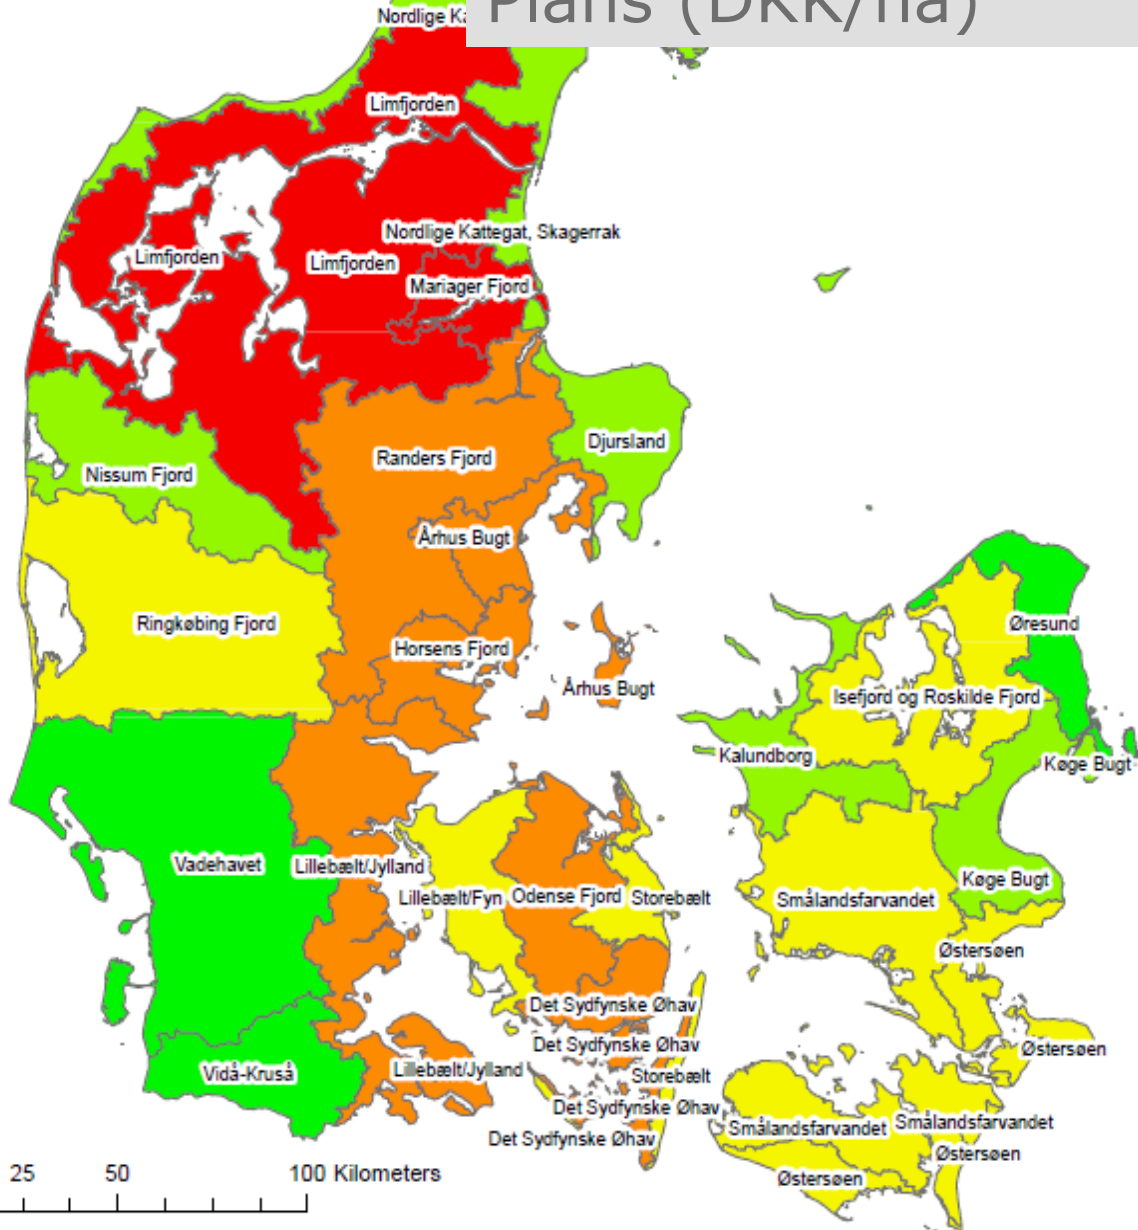 Plans (DKK/ha)
Nordlige Ka
Limfjorden
Nordlige Kattegat, Skagerrak
Limfjorden
Limfjorden
Mariager Fjord
Djursland
Randers Fjord
Nissum Fjord
Århus Bugt
Ringkøbing Fjord
Øresund
Horsens Fjord
Århus Bugt
Isefjord og Roskilde Fjord
Kalundborg
Køge Bugt
Vadehavet
Lillebælt/Jylland
Køge Bugt
Lillebælt/Fyn
Odense Fjord
Storebælt
Smålandsfarvandet
Østersøen
Det Sydfynske Øhav
Det Sydfynske Øhav
Østersøen
Vidå-Kruså
Lillebælt/Jylland
Storebælt
Det Sydfynske Øhav
Smålandsfarvandet
Smålandsfarvandet
Det Sydfynske Øhav
Østersøen
Østersøen
25 50 100 Kilometers